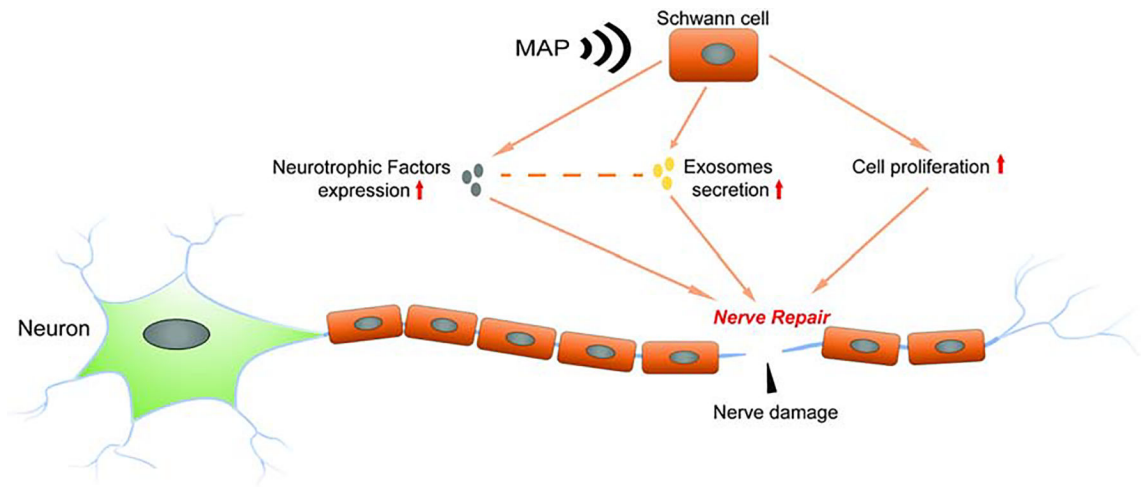 Schwann cell
MAP
Neurotrophic Factors
expression
Exosomes
secretion
Cell proliferation
Neuron
Nerve Repair
Nerve damage